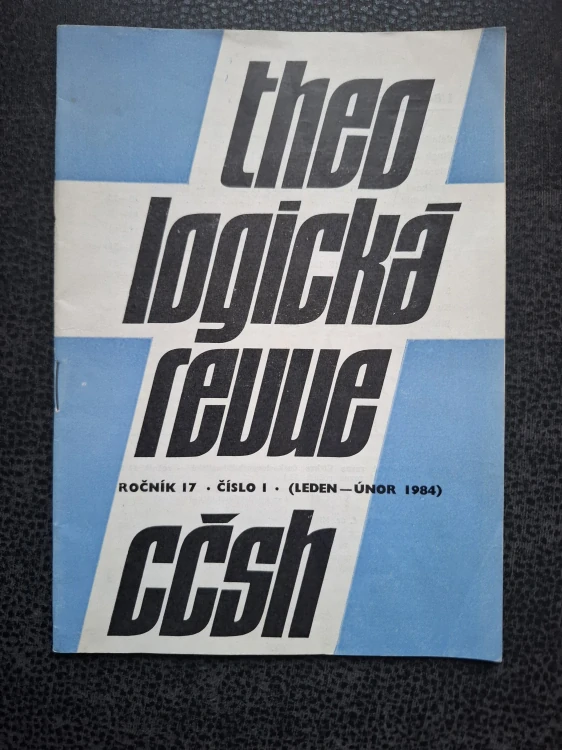 theo
logická
revue
ROČNÍK 17 · ČÍSLO 1 · (LEDEN—ÚNOR 1984)
cčsh